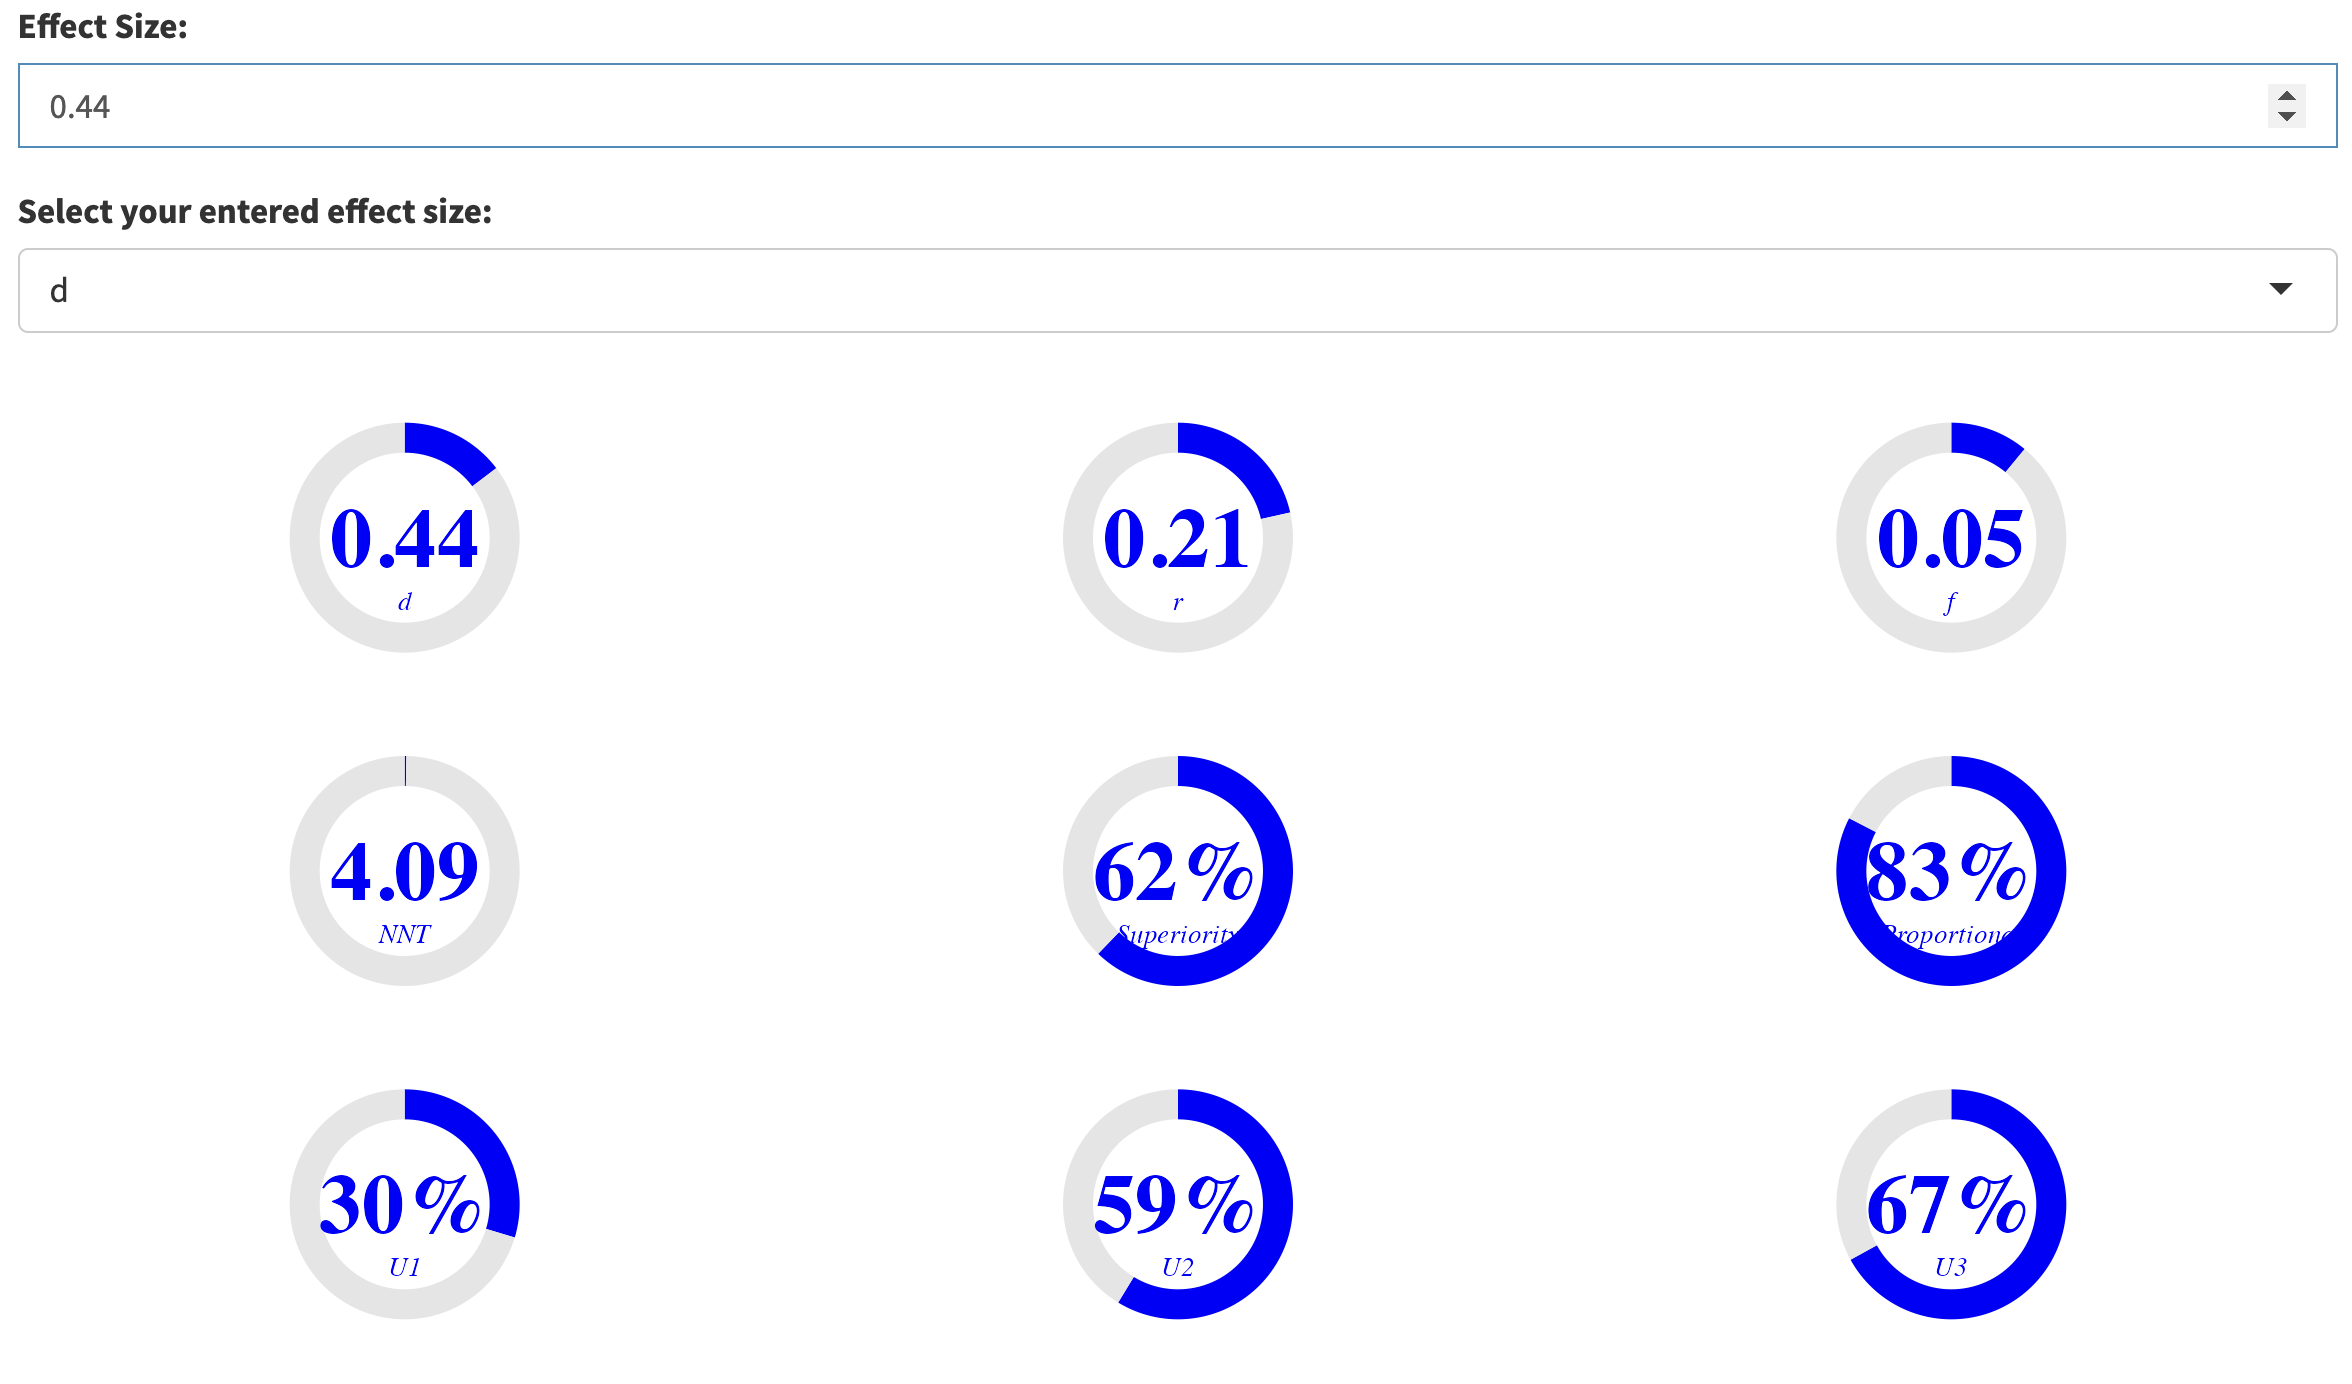 Effect Size:
0.44
Select your entered effect size:
d
0.44
d
0.21
r
0.05
f
4.09
NNT
62%
Superiority
83%
Proportions
30%
U1
59%
U2
67%
U3